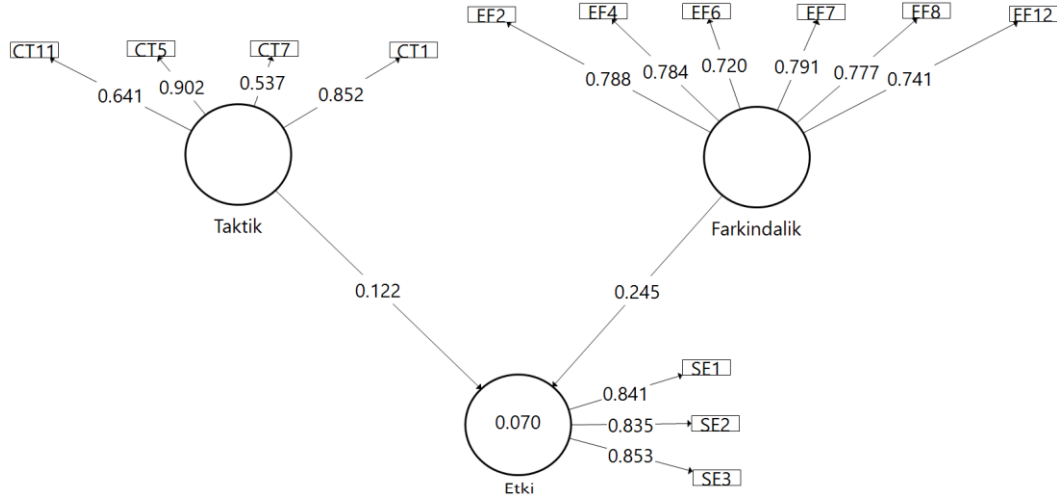 EF2 EF4 EF6 EF7 EF8 EF12
CT11 CT5 CT7 CT1
0.788 0.784 0.720 0.791 0.777 0.741
0.641 0.902 0.537 0.852
Taktik
Farkindalik
0.122
0.245
SE1
0.841
0.070
0.835
SE2
0.853
SE3
Etki